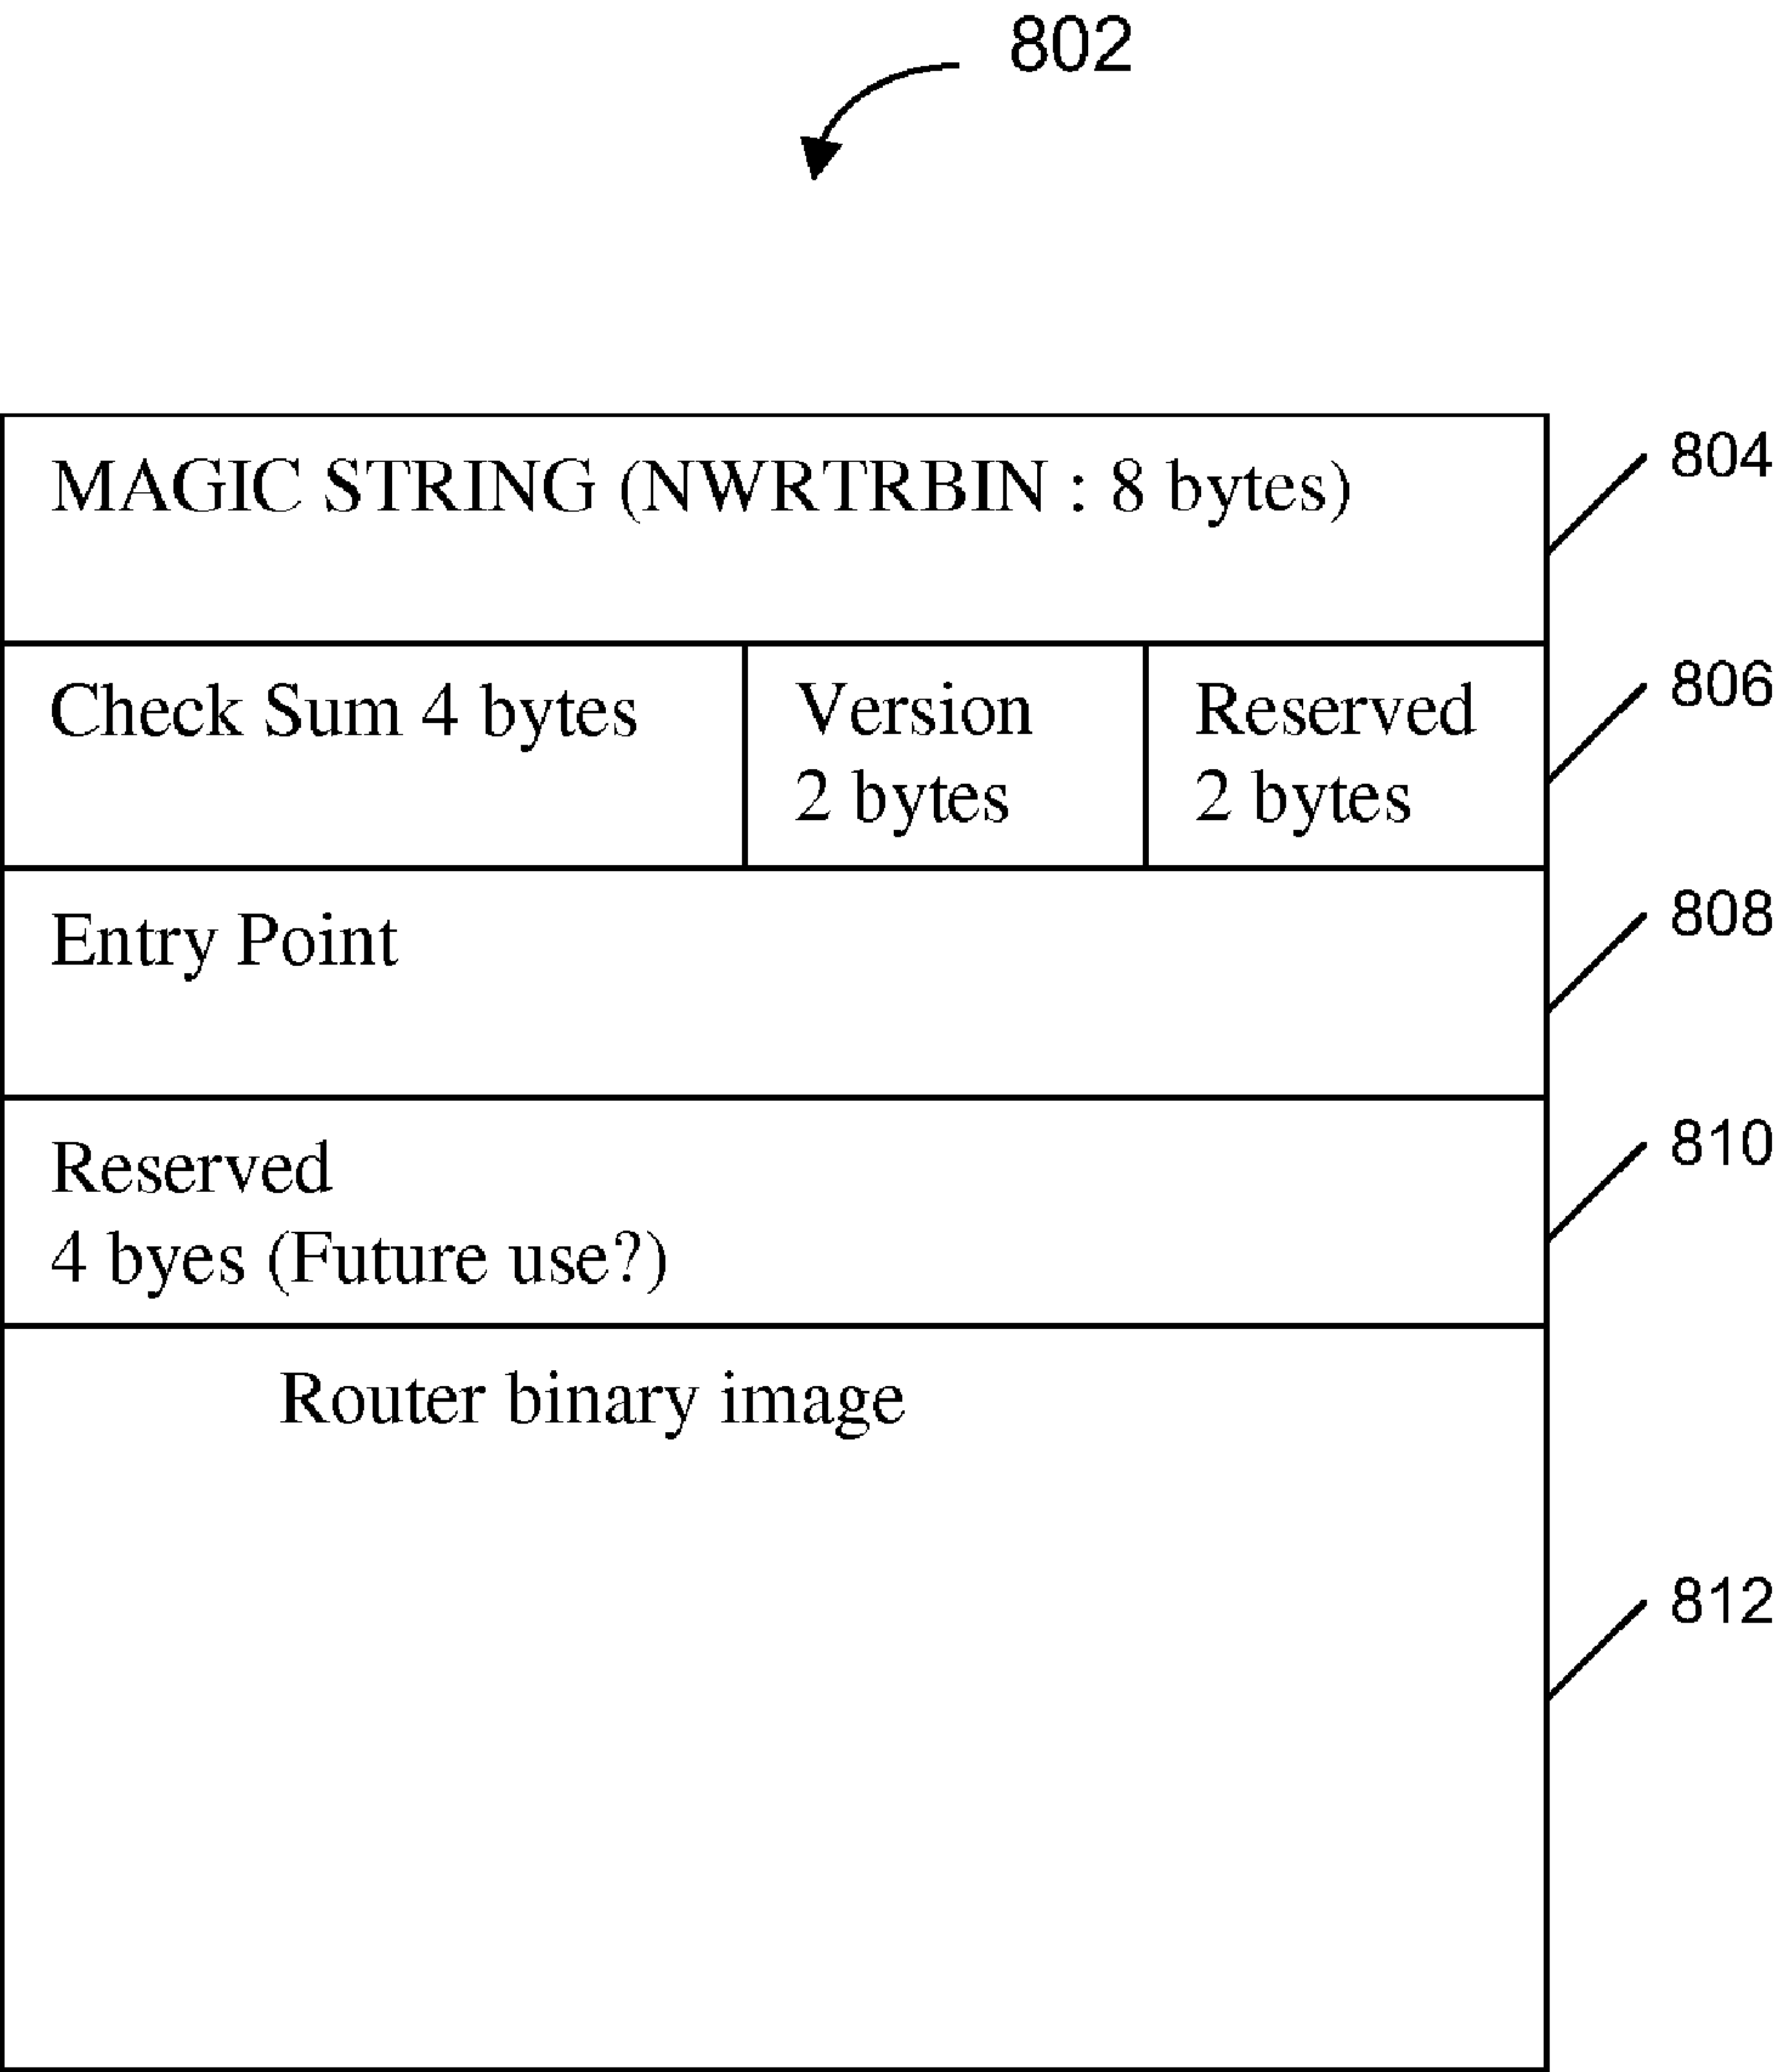 802
MAGIC STRING (NWRTRBIN : 8 bytes)
804
Check Sum 4 bytes
Version
2 bytes
Reserved
2 bytes
806
Entry Point
808
Reserved
4 byes (Future use?)
810
Router binary image
812